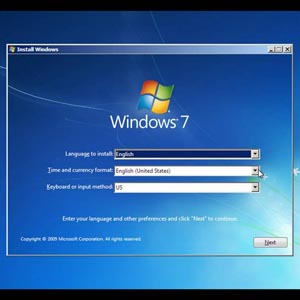 Install Windows
Windows 7
Language to install: English
Time and currency format: English (United States)
Keyboard or input method: US
Enter your language and other preferences and click "Next" to continue.
Copyright © 2009 Microsoft Corporation. All rights reserved.
Next